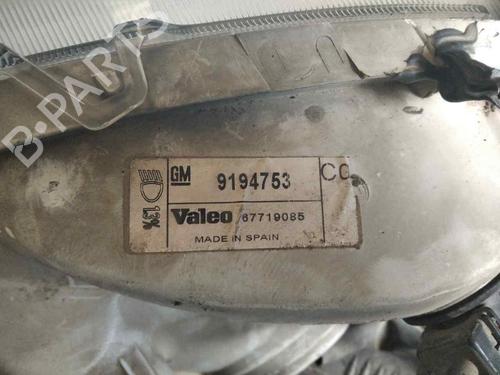 B-PARTS
GM
9194753
CC
1.3%
Valeo
67719085
MADE IN SPAIN